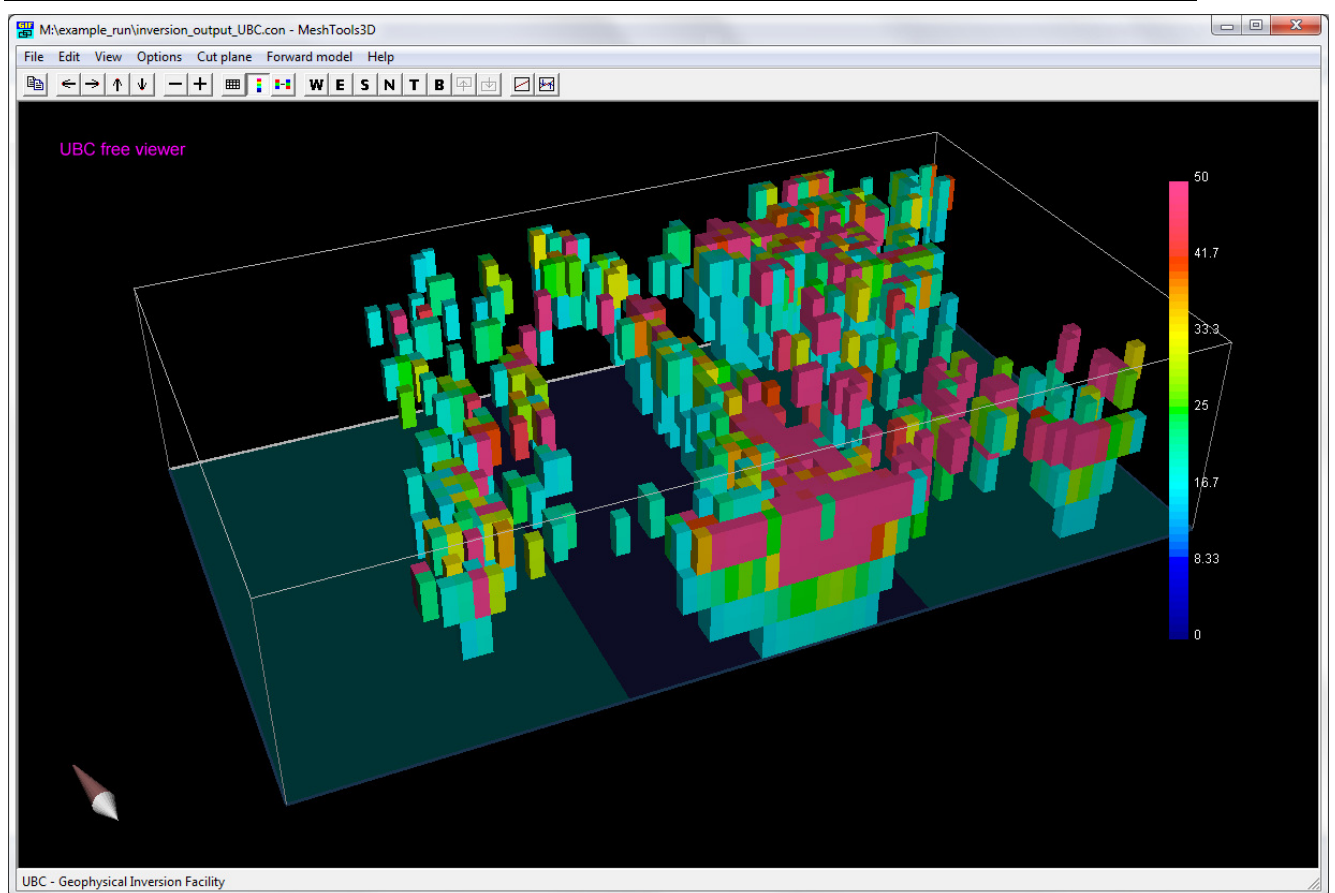 M:\example_run\inversion_output_UBC.con - MeshTools3D
File Edit View Options Cut plane Forward model Help
W E S N T B
UBC free viewer
50
41.7
33.3
25
16.7
8.33
0
UBC - Geophysical Inversion Facility